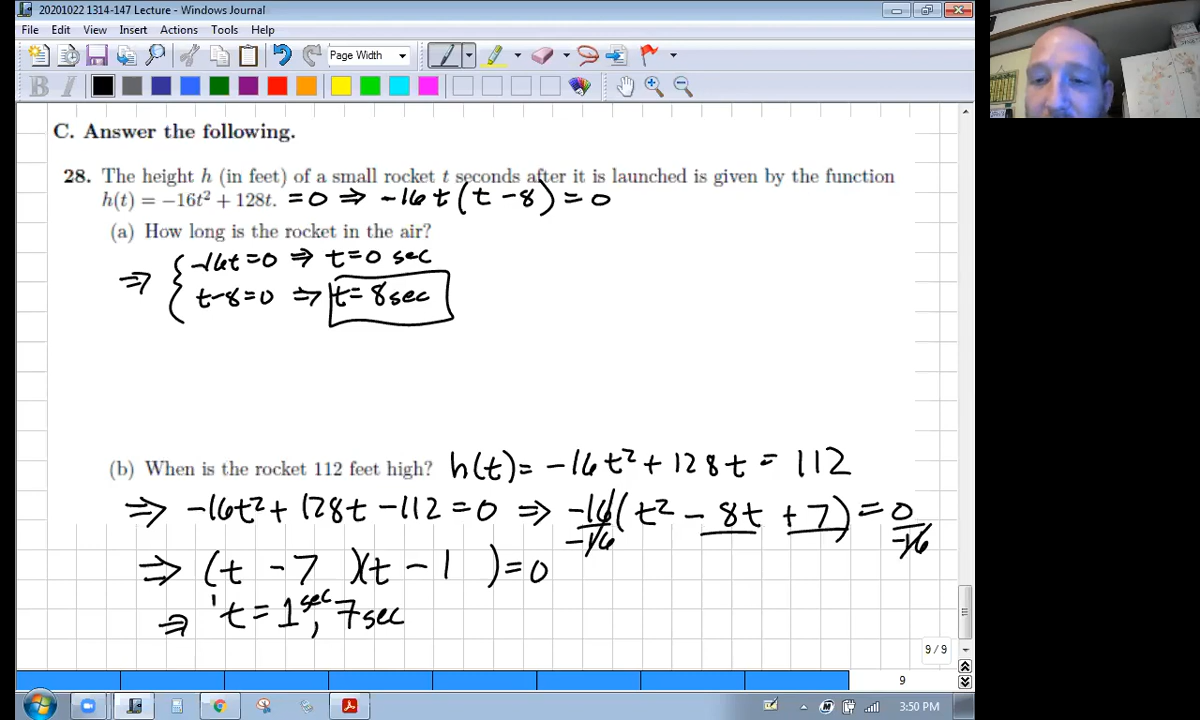 20201022 1314-147 Lecture - Windows Journal
File Edit View Insert Actions Tools Help
Page Width
B I
C. Answer the following.
28. The height h (in feet) of a small rocket t seconds after it is launched is given by the function
h(t) = −16t² + 128t. = 0 ⇒ -16t(t - 8) = 0
(a) How long is the rocket in the air?
⇒ { -16t = 0 ⇒ t = 0 sec
t - 8 = 0 ⇒ t = 8 sec
(b) When is the rocket 112 feet high? h(t) = -16t² + 128t = 112
⇒ -16t² + 128t - 112 = 0 ⇒ -16(t² - 8t + 7) = 0
-16 -16
⇒ (t - 7)(t - 1) = 0
⇒ t = 1 sec, 7 sec
9 / 9
9
3:50 PM